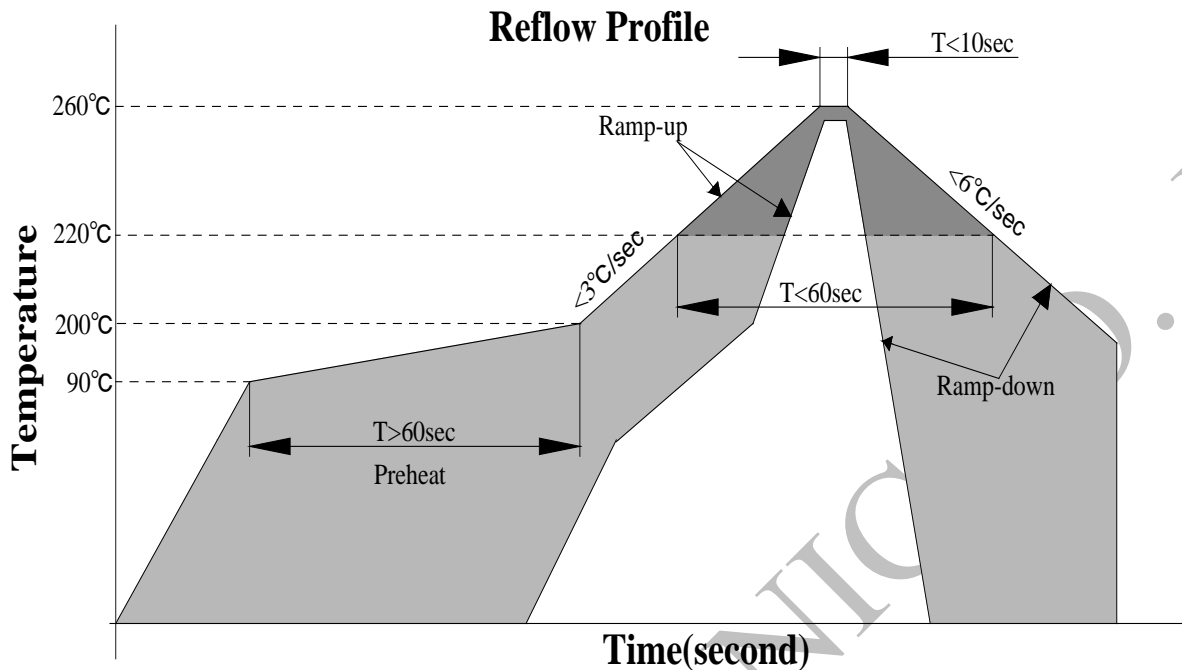 Reflow Profile
T<10sec
260℃
Ramp-up
<6℃/sec
220℃
<3℃/sec
T<60sec
200℃
90℃
Ramp-down
T>60sec
Preheat
Temperature
Time(second)
NIC